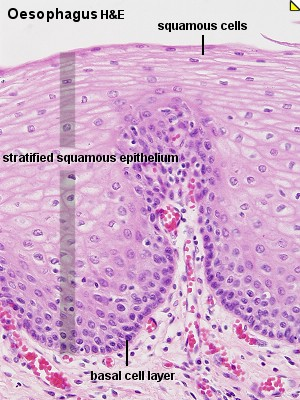 Oesophagus H&E
squamous cells
stratified squamous epithelium
basal cell layer